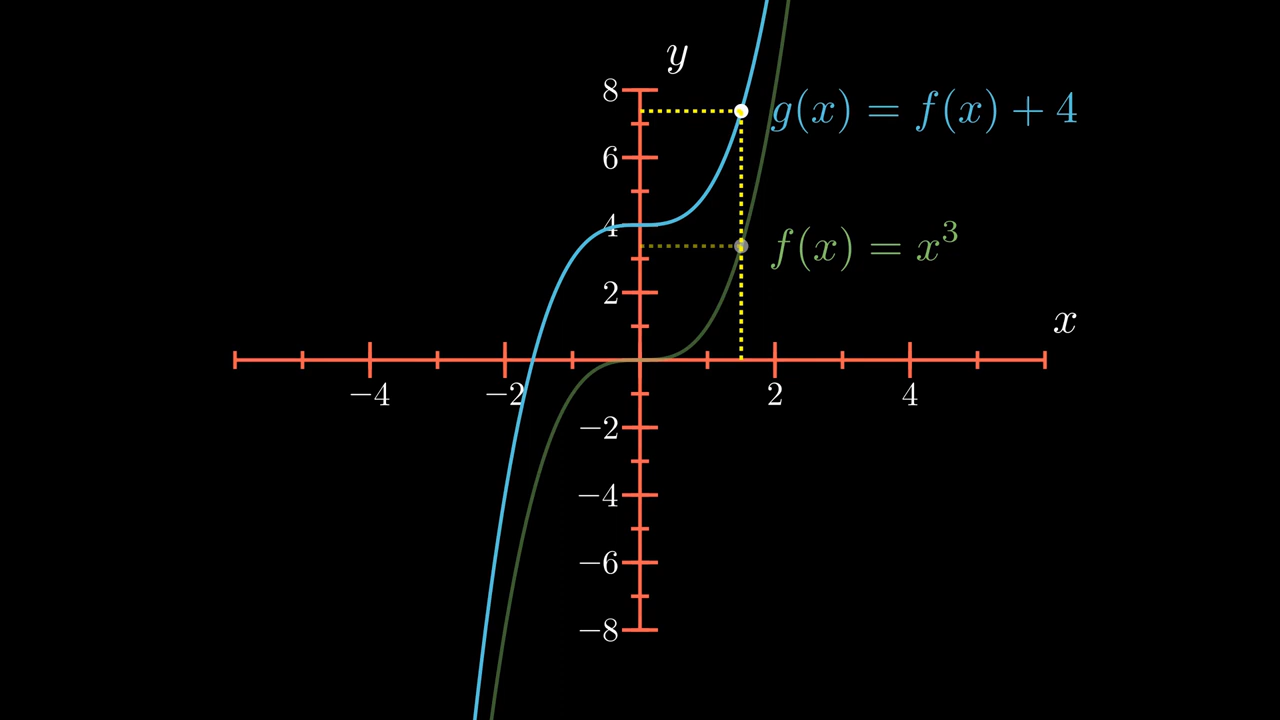 y
8
g(x) = f(x) + 4
6
4
f(x) = x³
2
x
−4 −2 2 4
−2
−4
−6
−8